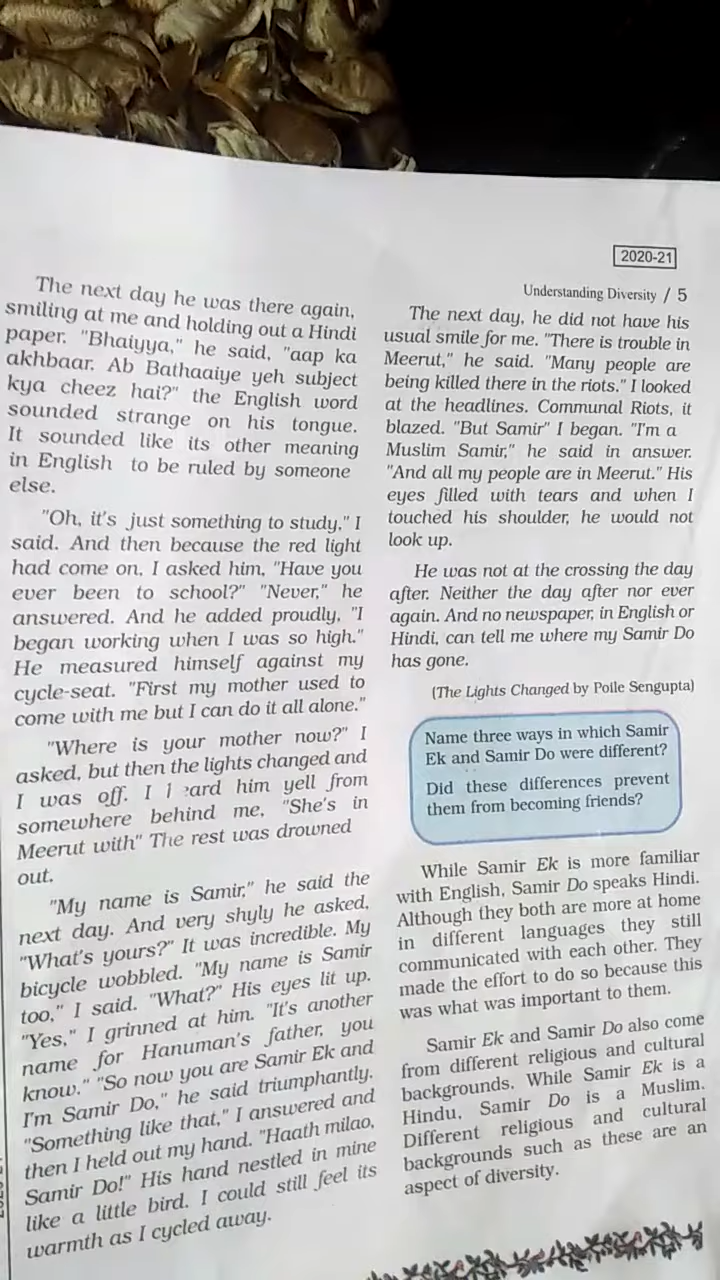 2020-21
Understanding Diversity / 5
The next day he was there again,
smiling at me and holding out a Hindi
paper. "Bhaiyya," he said, "aap ka
akhbaar. Ab Bathaaiye yeh subject
kya cheez hai?" the English word
sounded strange on his tongue.
It sounded like its other meaning
in English to be ruled by someone
else.
"Oh, it's just something to study," I
said. And then because the red light
had come on, I asked him, "Have you
ever been to school?" "Never," he
answered. And he added proudly, "I
began working when I was so high."
He measured himself against my
cycle-seat. "First my mother used to
come with me but I can do it all alone."
"Where is your mother now?" I
asked, but then the lights changed and
I was off. I heard him yell from
somewhere behind me, "She's in
Meerut with" The rest was drowned
out.
"My name is Samir," he said the
next day. And very shyly he asked,
"What's yours?" It was incredible. My
bicycle wobbled. "My name is Samir
too," I said. "What?" His eyes lit up.
"Yes," I grinned at him. "It's another
name for Hanuman's father, you
know." "So now you are Samir Ek and
I'm Samir Do," he said triumphantly.
"Something like that," I answered and
then I held out my hand. "Haath milao,
Samir Do!" His hand nestled in mine
like a little bird. I could still feel its
warmth as I cycled away.
The next day, he did not have his
usual smile for me. "There is trouble in
Meerut," he said. "Many people are
being killed there in the riots." I looked
at the headlines. Communal Riots, it
blazed. "But Samir" I began. "I'm a
Muslim Samir," he said in answer.
"And all my people are in Meerut." His
eyes filled with tears and when I
touched his shoulder, he would not
look up.
He was not at the crossing the day
after. Neither the day after nor ever
again. And no newspaper, in English or
Hindi, can tell me where my Samir Do
has gone.
(The Lights Changed by Poile Sengupta)
Name three ways in which Samir
Ek and Samir Do were different?
Did these differences prevent
them from becoming friends?
While Samir Ek is more familiar
with English, Samir Do speaks Hindi.
Although they both are more at home
in different languages they still
communicated with each other. They
made the effort to do so because this
was what was important to them.
Samir Ek and Samir Do also come
from different religious and cultural
backgrounds. While Samir Ek is a
Hindu, Samir Do is a Muslim.
Different religious and cultural
backgrounds such as these are an
aspect of diversity.